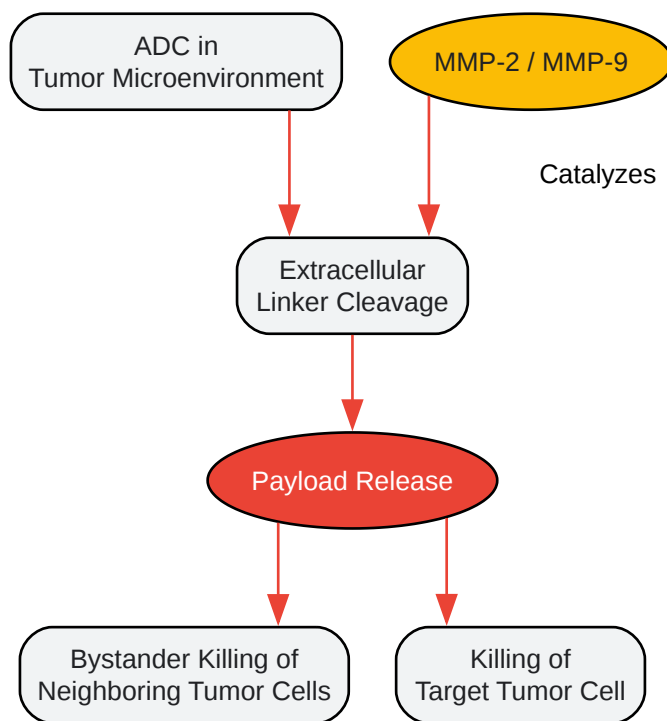 ADC in
Tumor Microenvironment
MMP-2 / MMP-9
Catalyzes
Extracellular
Linker Cleavage
Payload Release
Bystander Killing of
Neighboring Tumor Cells
Killing of
Target Tumor Cell